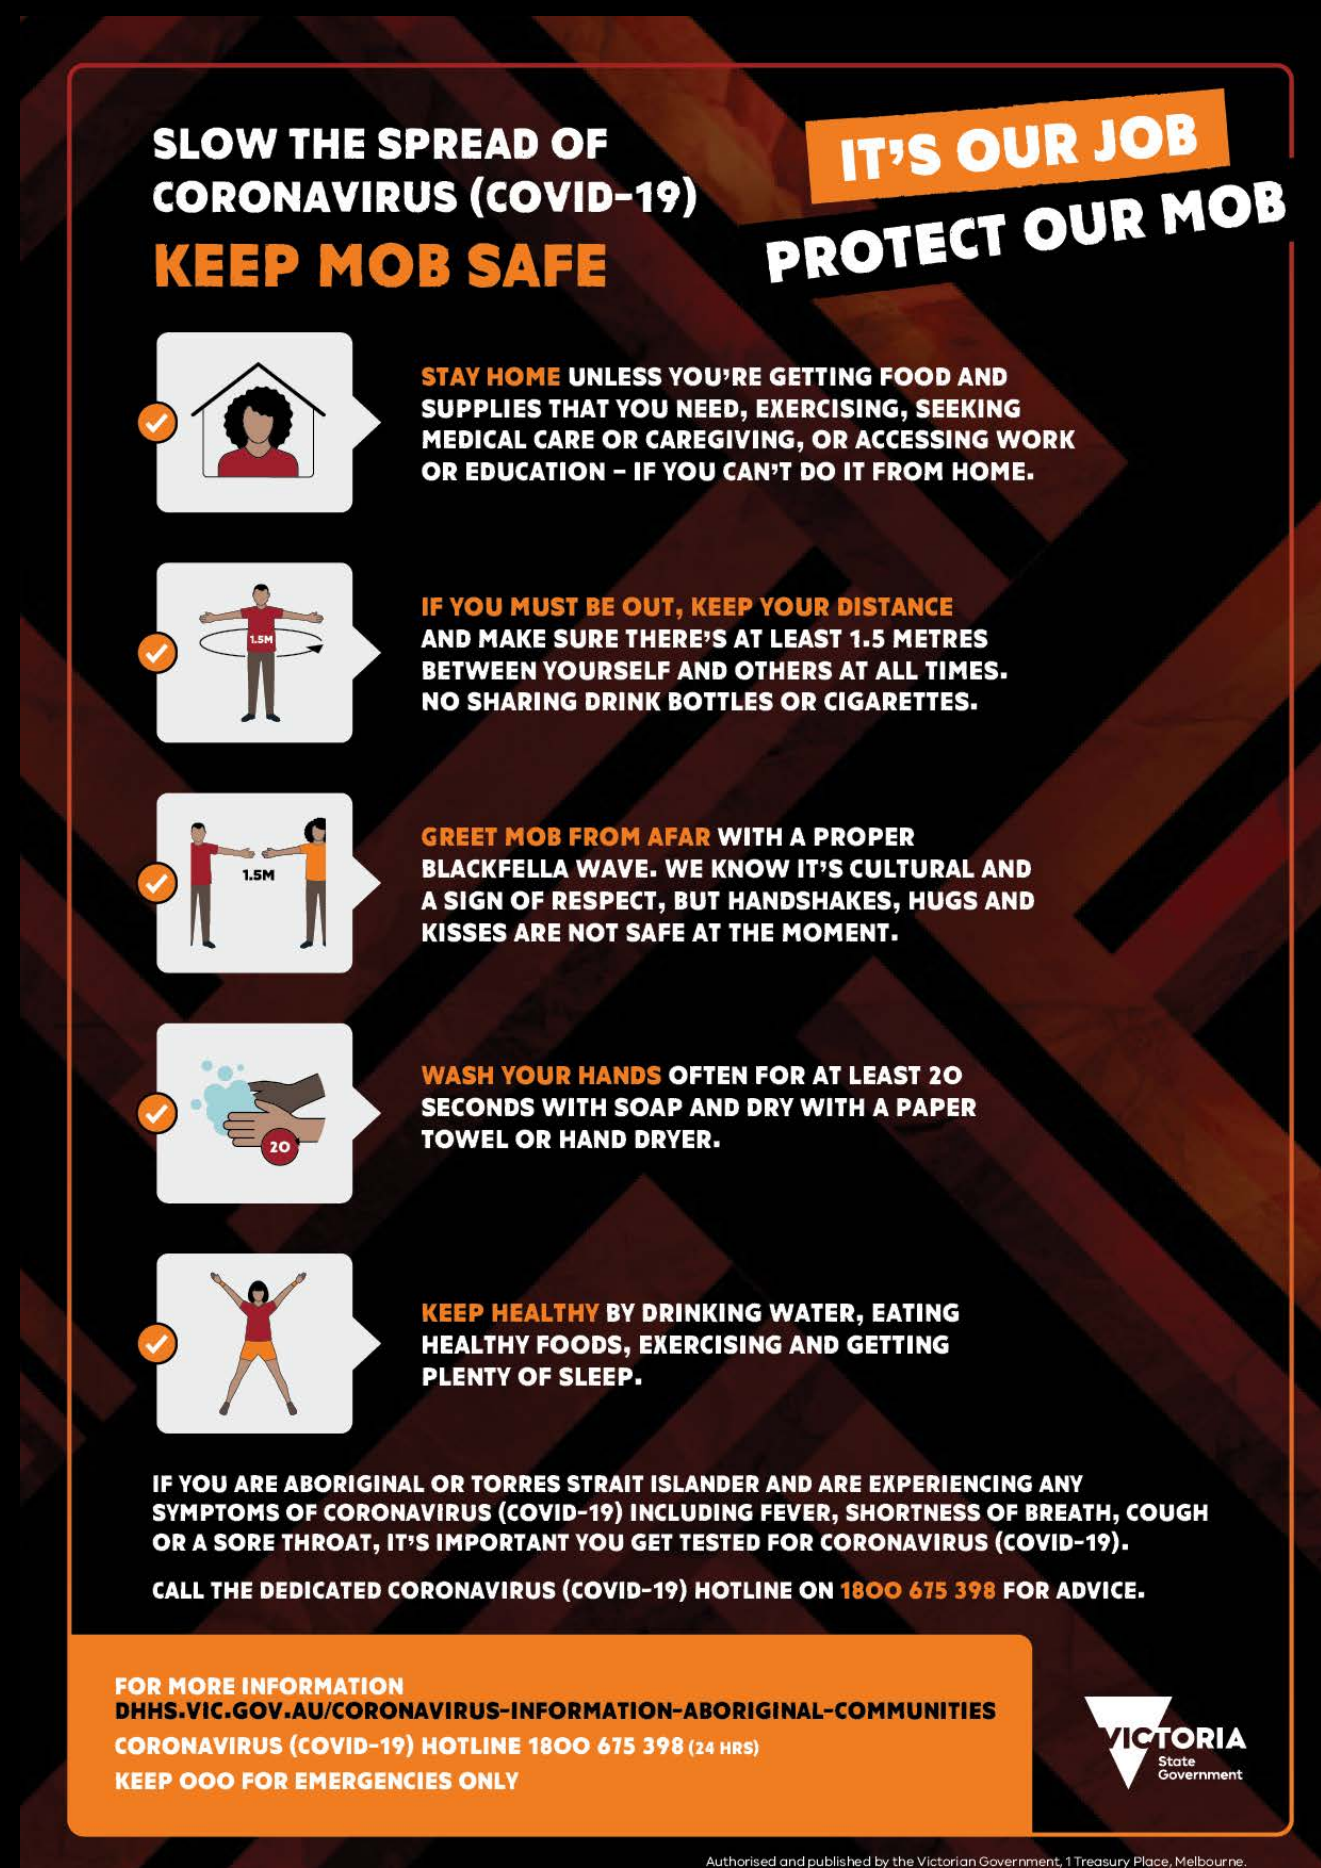 SLOW THE SPREAD OF
CORONAVIRUS (COVID-19)
KEEP MOB SAFE
IT'S OUR JOB
PROTECT OUR MOB
STAY HOME UNLESS YOU'RE GETTING FOOD AND
SUPPLIES THAT YOU NEED, EXERCISING, SEEKING
MEDICAL CARE OR CAREGIVING, OR ACCESSING WORK
OR EDUCATION – IF YOU CAN'T DO IT FROM HOME.
1.5M
IF YOU MUST BE OUT, KEEP YOUR DISTANCE
AND MAKE SURE THERE'S AT LEAST 1.5 METRES
BETWEEN YOURSELF AND OTHERS AT ALL TIMES.
NO SHARING DRINK BOTTLES OR CIGARETTES.
1.5M
GREET MOB FROM AFAR WITH A PROPER
BLACKFELLA WAVE. WE KNOW IT'S CULTURAL AND
A SIGN OF RESPECT, BUT HANDSHAKES, HUGS AND
KISSES ARE NOT SAFE AT THE MOMENT.
20
WASH YOUR HANDS OFTEN FOR AT LEAST 20
SECONDS WITH SOAP AND DRY WITH A PAPER
TOWEL OR HAND DRYER.
KEEP HEALTHY BY DRINKING WATER, EATING
HEALTHY FOODS, EXERCISING AND GETTING
PLENTY OF SLEEP.
IF YOU ARE ABORIGINAL OR TORRES STRAIT ISLANDER AND ARE EXPERIENCING ANY
SYMPTOMS OF CORONAVIRUS (COVID-19) INCLUDING FEVER, SHORTNESS OF BREATH, COUGH
OR A SORE THROAT, IT'S IMPORTANT YOU GET TESTED FOR CORONAVIRUS (COVID-19).
CALL THE DEDICATED CORONAVIRUS (COVID-19) HOTLINE ON 1800 675 398 FOR ADVICE.
FOR MORE INFORMATION
DHHS.VIC.GOV.AU/CORONAVIRUS-INFORMATION-ABORIGINAL-COMMUNITIES
CORONAVIRUS (COVID-19) HOTLINE 1800 675 398 (24 HRS)
KEEP 000 FOR EMERGENCIES ONLY
VICTORIA
State
Government
Authorised and published by the Victorian Government, 1 Treasury Place, Melbourne.